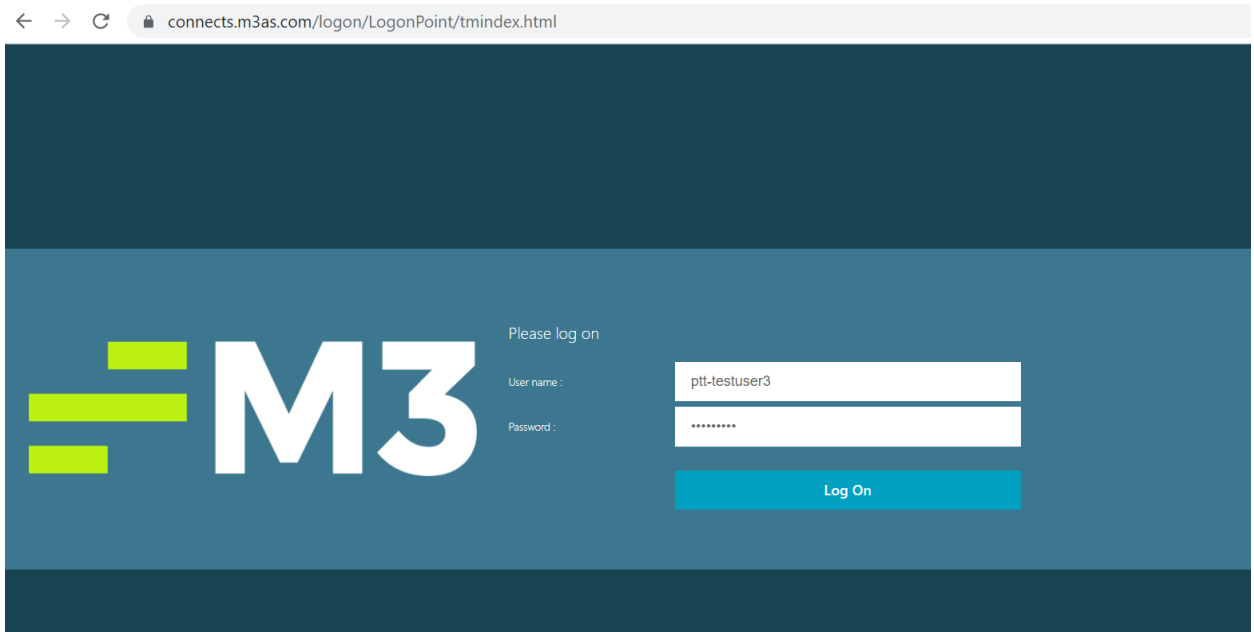 connects.m3as.com/logon/LogonPoint/tmindex.html
M3
Please log on
User name :
ptt-testuser3
Password :
•••••••••
Log On